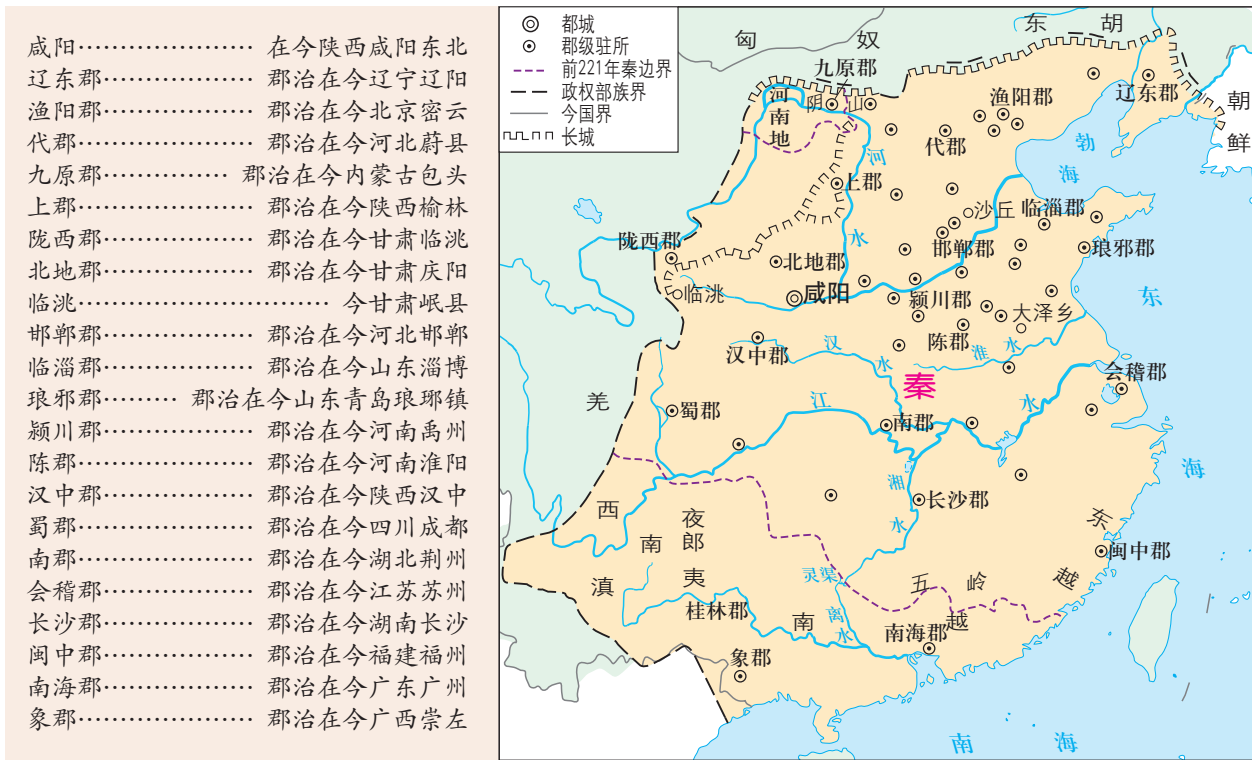 咸阳………………… 在今陕西咸阳东北
辽东郡……………… 郡治在今辽宁辽阳
渔阳郡……………… 郡治在今北京密云
代郡………………… 郡治在今河北蔚县
九原郡…………… 郡治在今内蒙古包头
上郡………………… 郡治在今陕西榆林
陇西郡……………… 郡治在今甘肃临洮
北地郡……………… 郡治在今甘肃庆阳
临洮………………………… 今甘肃岷县
邯郸郡……………… 郡治在今河北邯郸
临淄郡……………… 郡治在今山东淄博
琅邪郡……… 郡治在今山东青岛琅琊镇
颍川郡……………… 郡治在今河南禹州
陈郡………………… 郡治在今河南淮阳
汉中郡……………… 郡治在今陕西汉中
蜀郡………………… 郡治在今四川成都
南郡………………… 郡治在今湖北荆州
会稽郡……………… 郡治在今江苏苏州
长沙郡……………… 郡治在今湖南长沙
闽中郡……………… 郡治在今福建福州
南海郡……………… 郡治在今广东广州
象郡………………… 郡治在今广西崇左
都城
郡级驻所
前221年秦边界
政权部族界
今国界
长城
匈奴
东胡
九原郡
阴山
河南地
渔阳郡
辽东郡
朝鲜
代郡
勃海
河水
上郡
沙丘
临淄郡
陇西郡
北地郡
邯郸郡
琅邪郡
临洮
咸阳
颍川郡
大泽乡
东海
汉中郡
汉水
陈郡
淮水
秦
会稽郡
羌
蜀郡
江水
南郡
湘水
长沙郡
西南夷
夜郎
滇
东越
闽中郡
灵渠
五岭
桂林郡
离水
南越
南海郡
象郡
南海